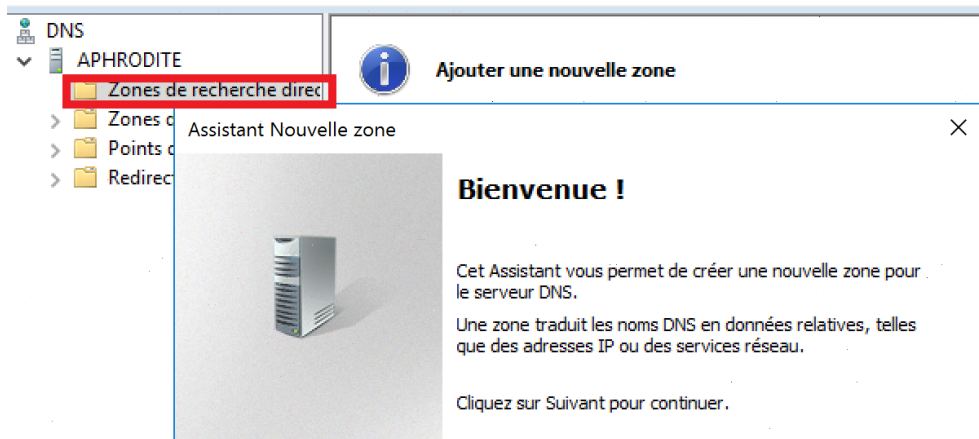 DNS
APHRODITE
Zones de recherche direc
Zones d
Points d
Redirec
Ajouter une nouvelle zone
Assistant Nouvelle zone
Bienvenue !
Cet Assistant vous permet de créer une nouvelle zone pour
le serveur DNS.
Une zone traduit les noms DNS en données relatives, telles
que des adresses IP ou des services réseau.
Cliquez sur Suivant pour continuer.